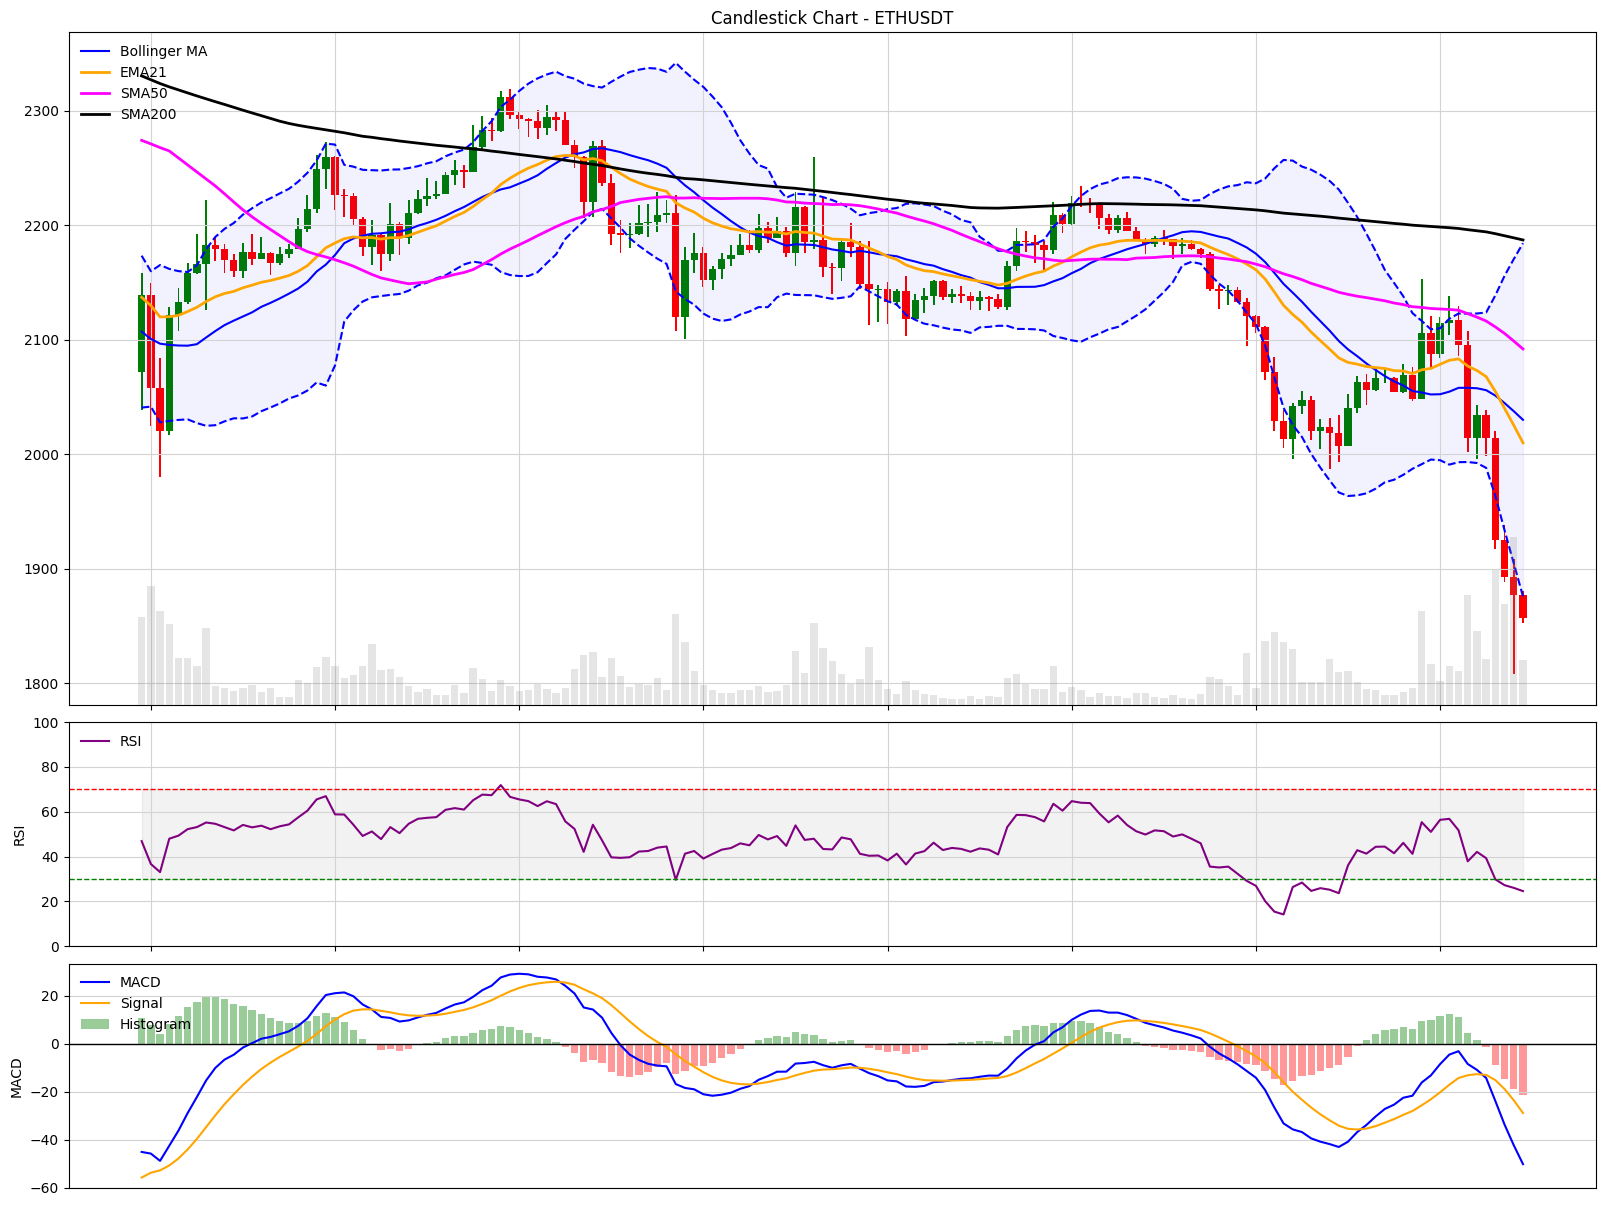 Candlestick Chart - ETHUSDT
Bollinger MA
EMA21
SMA50
SMA200
2300
2200
2100
2000
1900
1800
100
80
60
40
20
0
RSI
RSI
20
0
−20
−40
−60
MACD
MACD
Signal
Histogram